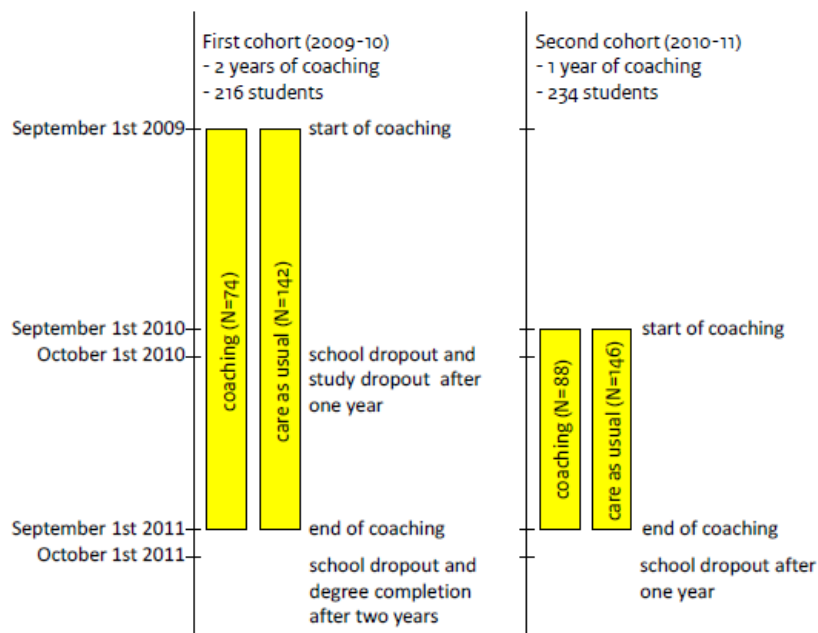 First cohort (2009-10)
- 2 years of coaching
- 216 students
Second cohort (2010-11)
- 1 year of coaching
- 234 students
September 1st 2009
start of coaching
coaching (N=74)
care as usual (N=142)
September 1st 2010
start of coaching
October 1st 2010
school dropout and
study dropout after
one year
coaching (N=88)
care as usual (N=146)
September 1st 2011
end of coaching
end of coaching
October 1st 2011
school dropout and
degree completion
after two years
school dropout after
one year